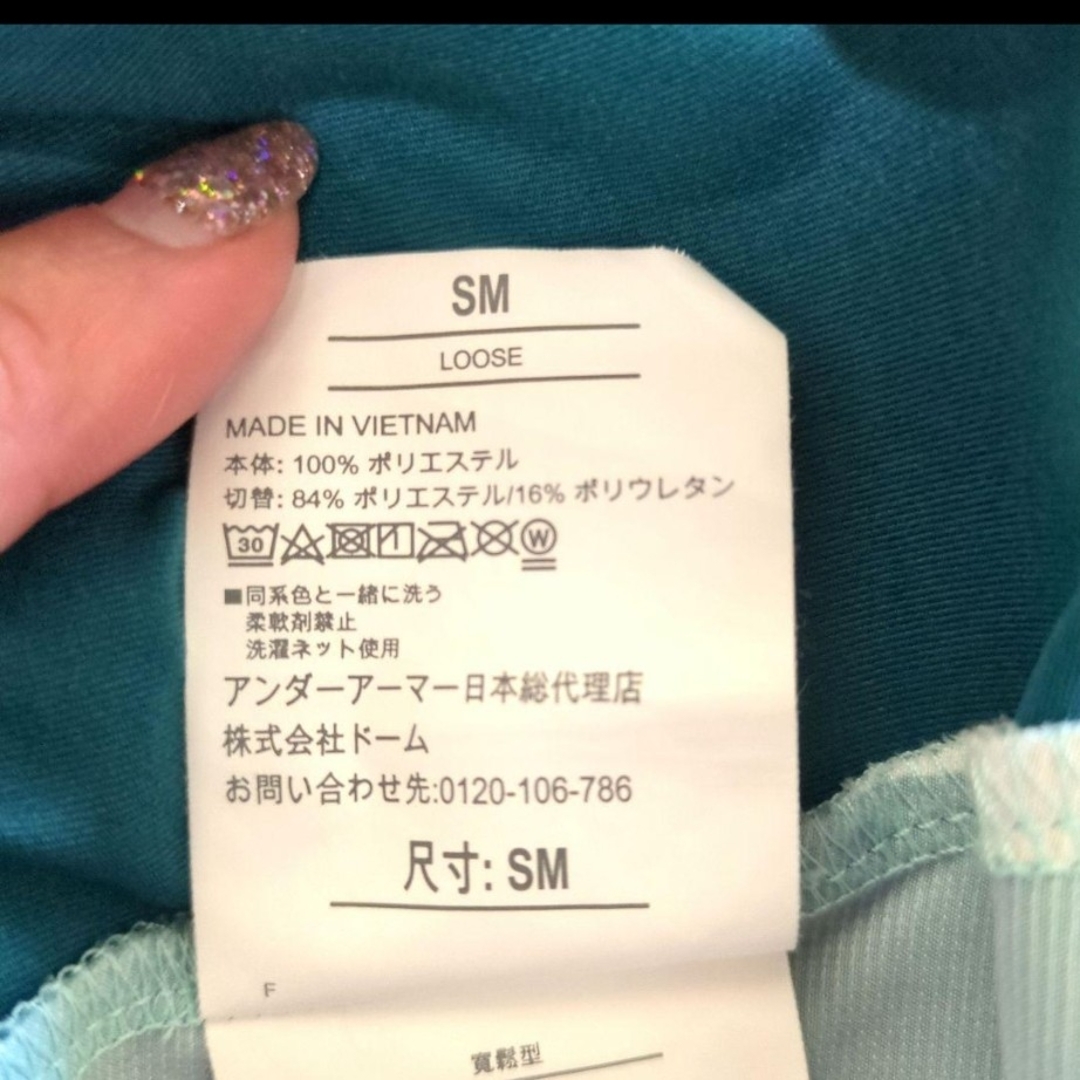 SM
LOOSE
MADE IN VIETNAM
本体: 100% ポリエステル
切替: 84% ポリエステル/16% ポリウレタン
30 W
■同系色と一緒に洗う
柔軟剤禁止
洗濯ネット使用
アンダーアーマー日本総代理店
株式会社ドーム
お問い合わせ先:0120-106-786
尺寸: SM
F
寬鬆型